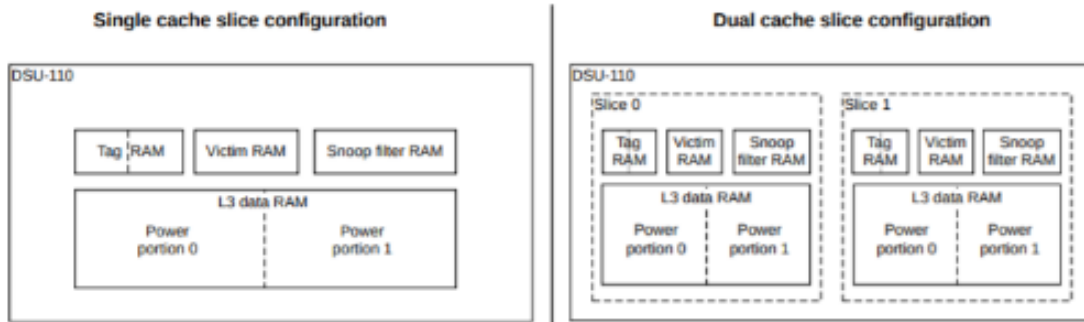 Single cache slice configuration
DSU-110
Tag RAM
Victim RAM
Snoop filter RAM
L3 data RAM
Power
portion 0
Power
portion 1
Dual cache slice configuration
DSU-110
Slice 0
Tag
RAM
Victim
RAM
Snoop
filter RAM
L3 data RAM
Power
portion 0
Power
portion 1
Slice 1
Tag
RAM
Victim
RAM
Snoop
filter RAM
L3 data RAM
Power
portion 0
Power
portion 1